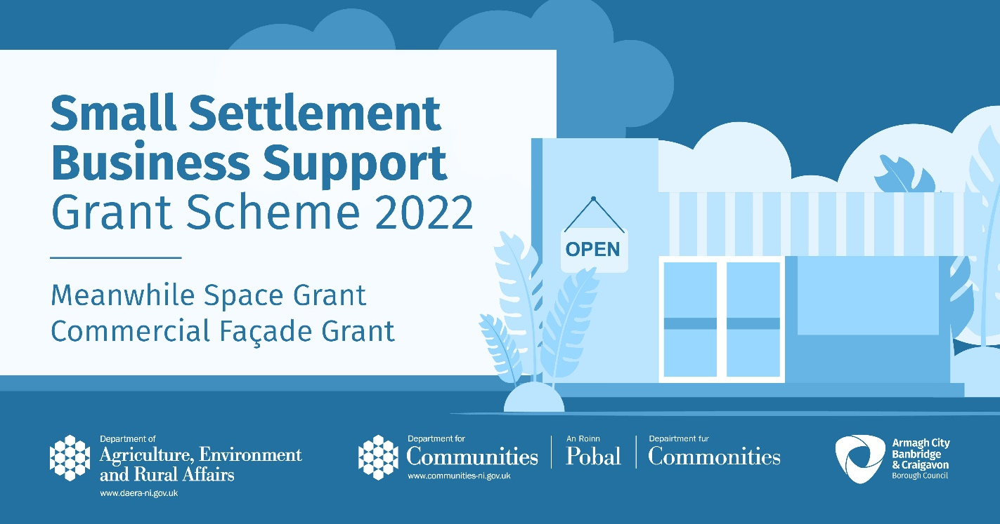 Small Settlement
Business Support
Grant Scheme 2022
Meanwhile Space Grant
Commercial Façade Grant
OPEN
Department of
Agriculture, Environment
and Rural Affairs
www.daera-ni.gov.uk
Department for
Communities
www.communities-ni.gov.uk
An Roinn
Pobal
Depairtment fur
Commonities
Armagh City
Banbridge
& Craigavon
Borough Council